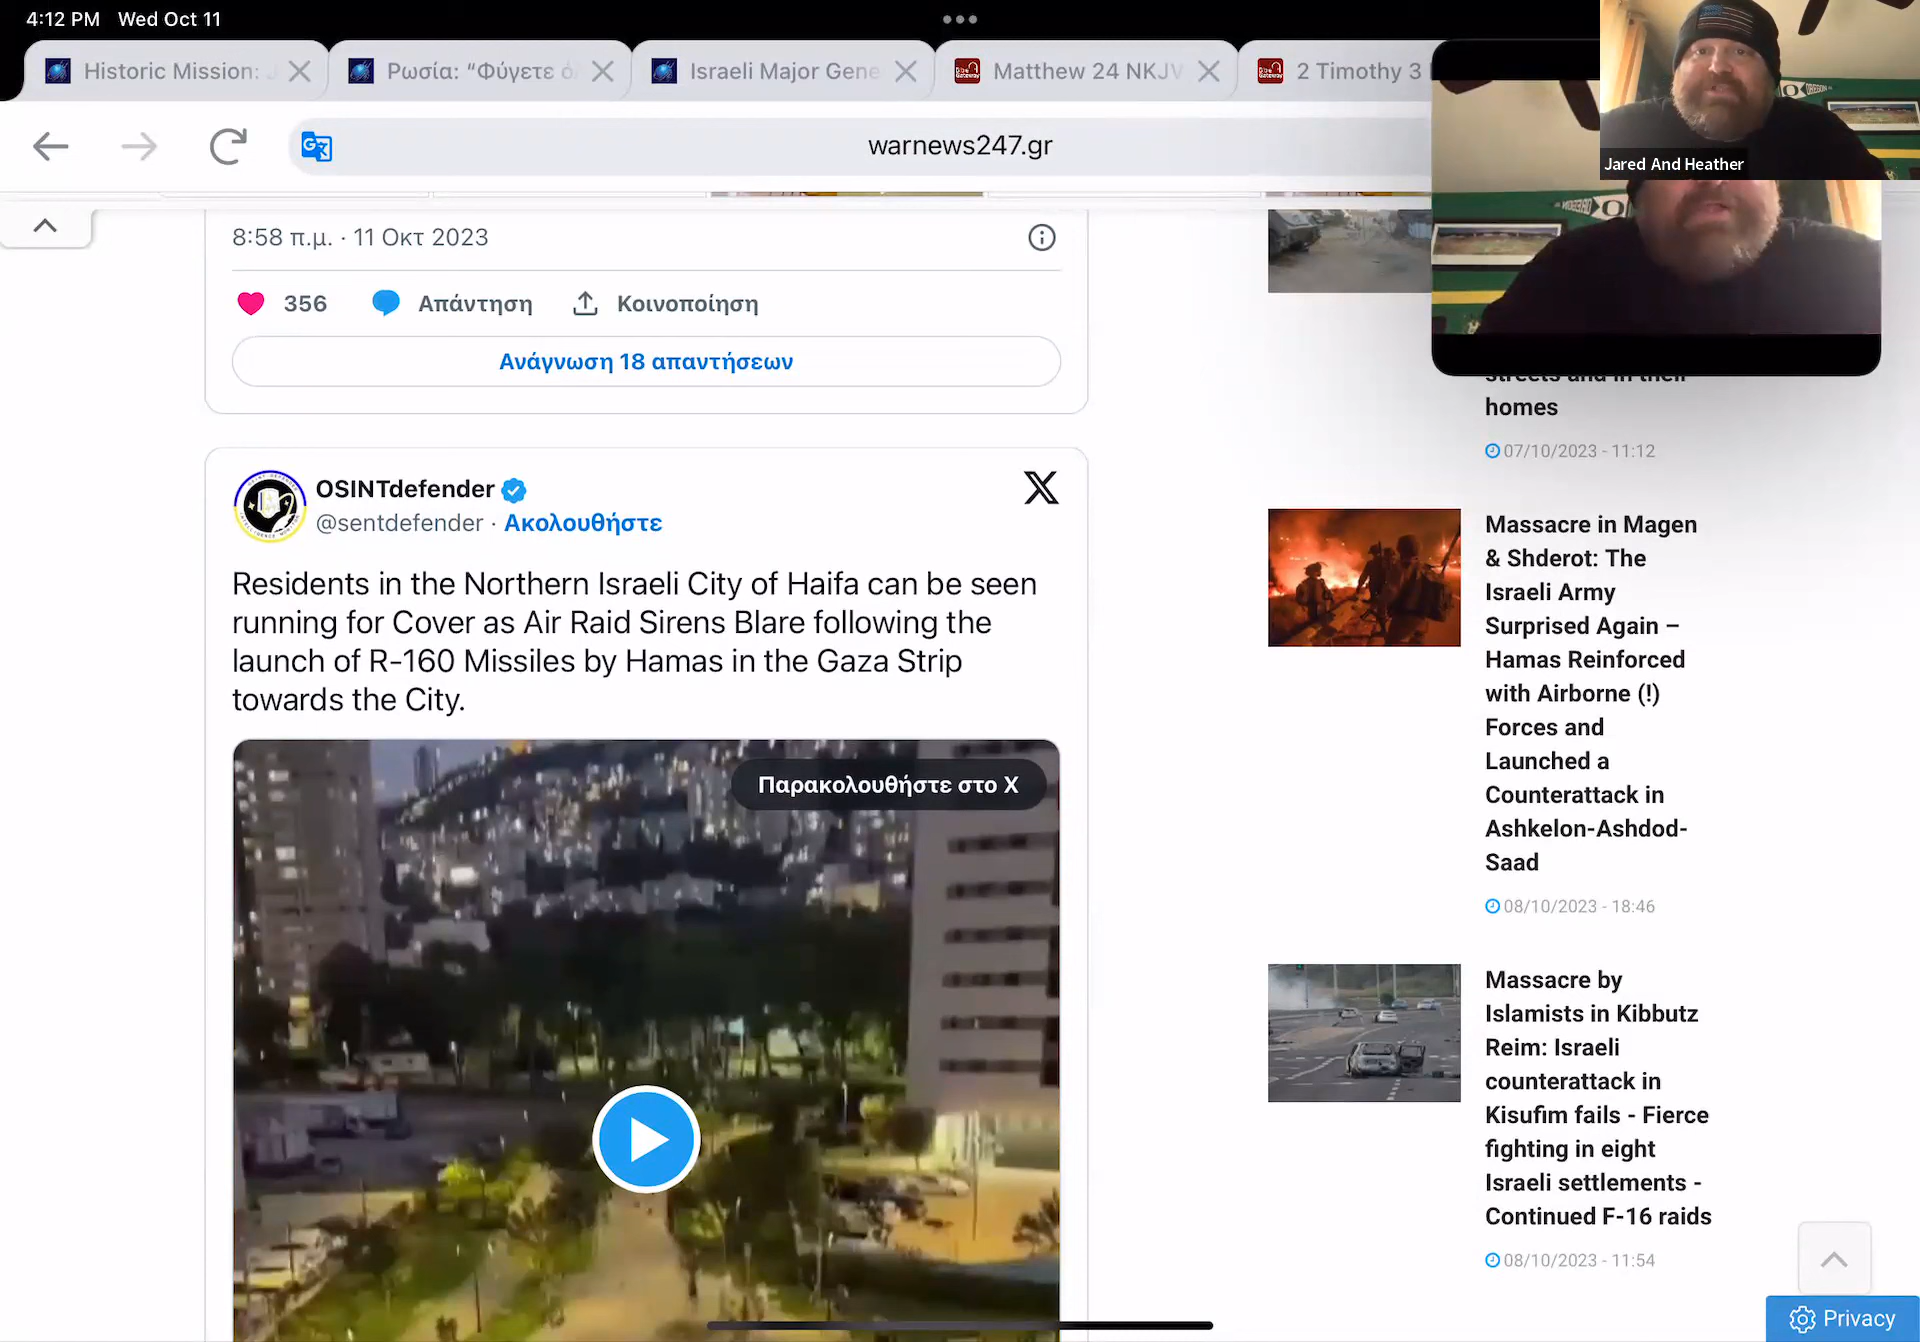 4:12 PM Wed Oct 11
Historic Mission:
Ρωσία: “Φύγετε
Israeli Major Gene
Matthew 24 NKJV
2 Timothy 3
warnews247.gr
Jared And Heather
OREGON
8:58 π.μ. · 11 Οκτ 2023
356 Απάντηση Κοινοποίηση
Ανάγνωση 18 απαντήσεων
OSINTdefender
@sentdefender · Ακολουθήστε
Residents in the Northern Israeli City of Haifa can be seen
running for Cover as Air Raid Sirens Blare following the
launch of R-160 Missiles by Hamas in the Gaza Strip
towards the City.
Παρακολουθήστε στο X
streets and in their
homes
07/10/2023 - 11:12
Massacre in Magen
& Shderot: The
Israeli Army
Surprised Again –
Hamas Reinforced
with Airborne (!)
Forces and
Launched a
Counterattack in
Ashkelon-Ashdod-
Saad
08/10/2023 - 18:46
Massacre by
Islamists in Kibbutz
Reim: Israeli
counterattack in
Kisufim fails - Fierce
fighting in eight
Israeli settlements -
Continued F-16 raids
08/10/2023 - 11:54
Privacy